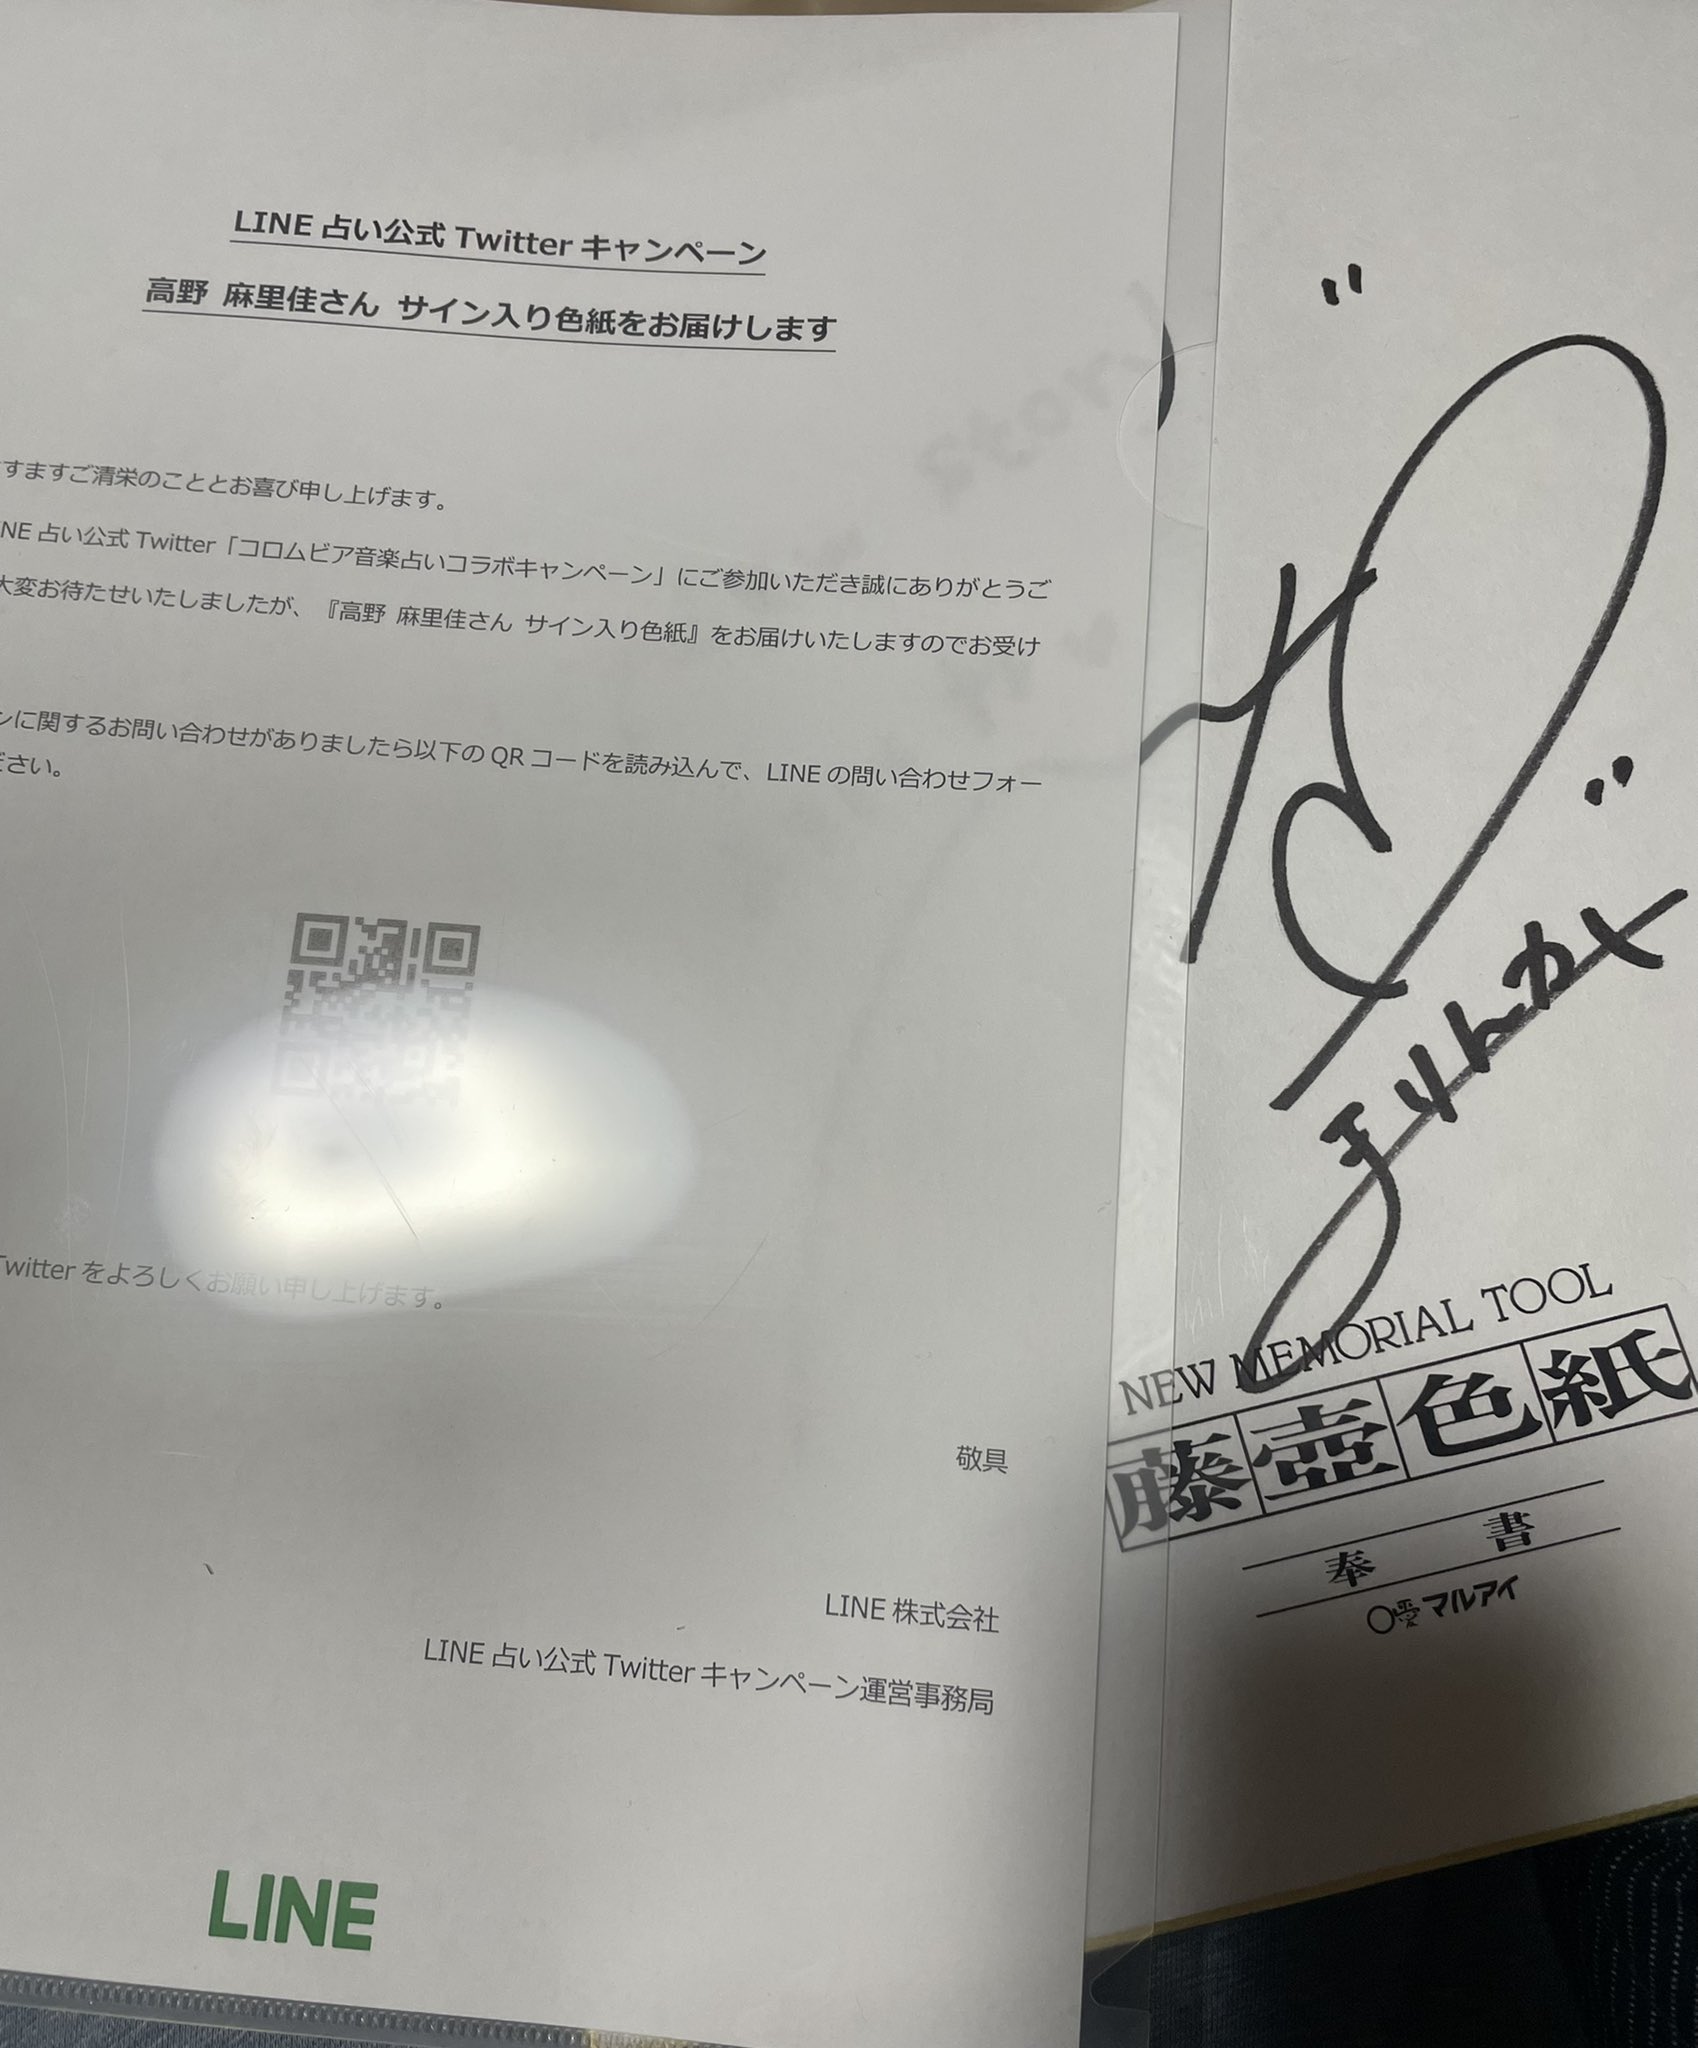 LINE 占い公式 Twitter キャンペーン
高野 麻里佳さん サイン入り色紙をお届けします
すますご清栄のこととお喜び申し上げます。
NE 占い公式 Twitter「コロムビア音楽占いコラボキャンペーン」にご参加いただき誠にありがとうご
大変お待たせいたしましたが、『高野 麻里佳さん サイン入り色紙』をお届けいたしますのでお受け
ンに関するお問い合わせがありましたら以下の QR コードを読み込んで、LINE の問い合わせフォー
ださい。
Twitter をよろしくお願い申し上げます。
敬具
LINE 株式会社
LINE 占い公式 Twitter キャンペーン運営事務局
LINE
NEW MEMORIAL TOOL
藤壺色紙
奉書
マルアイ